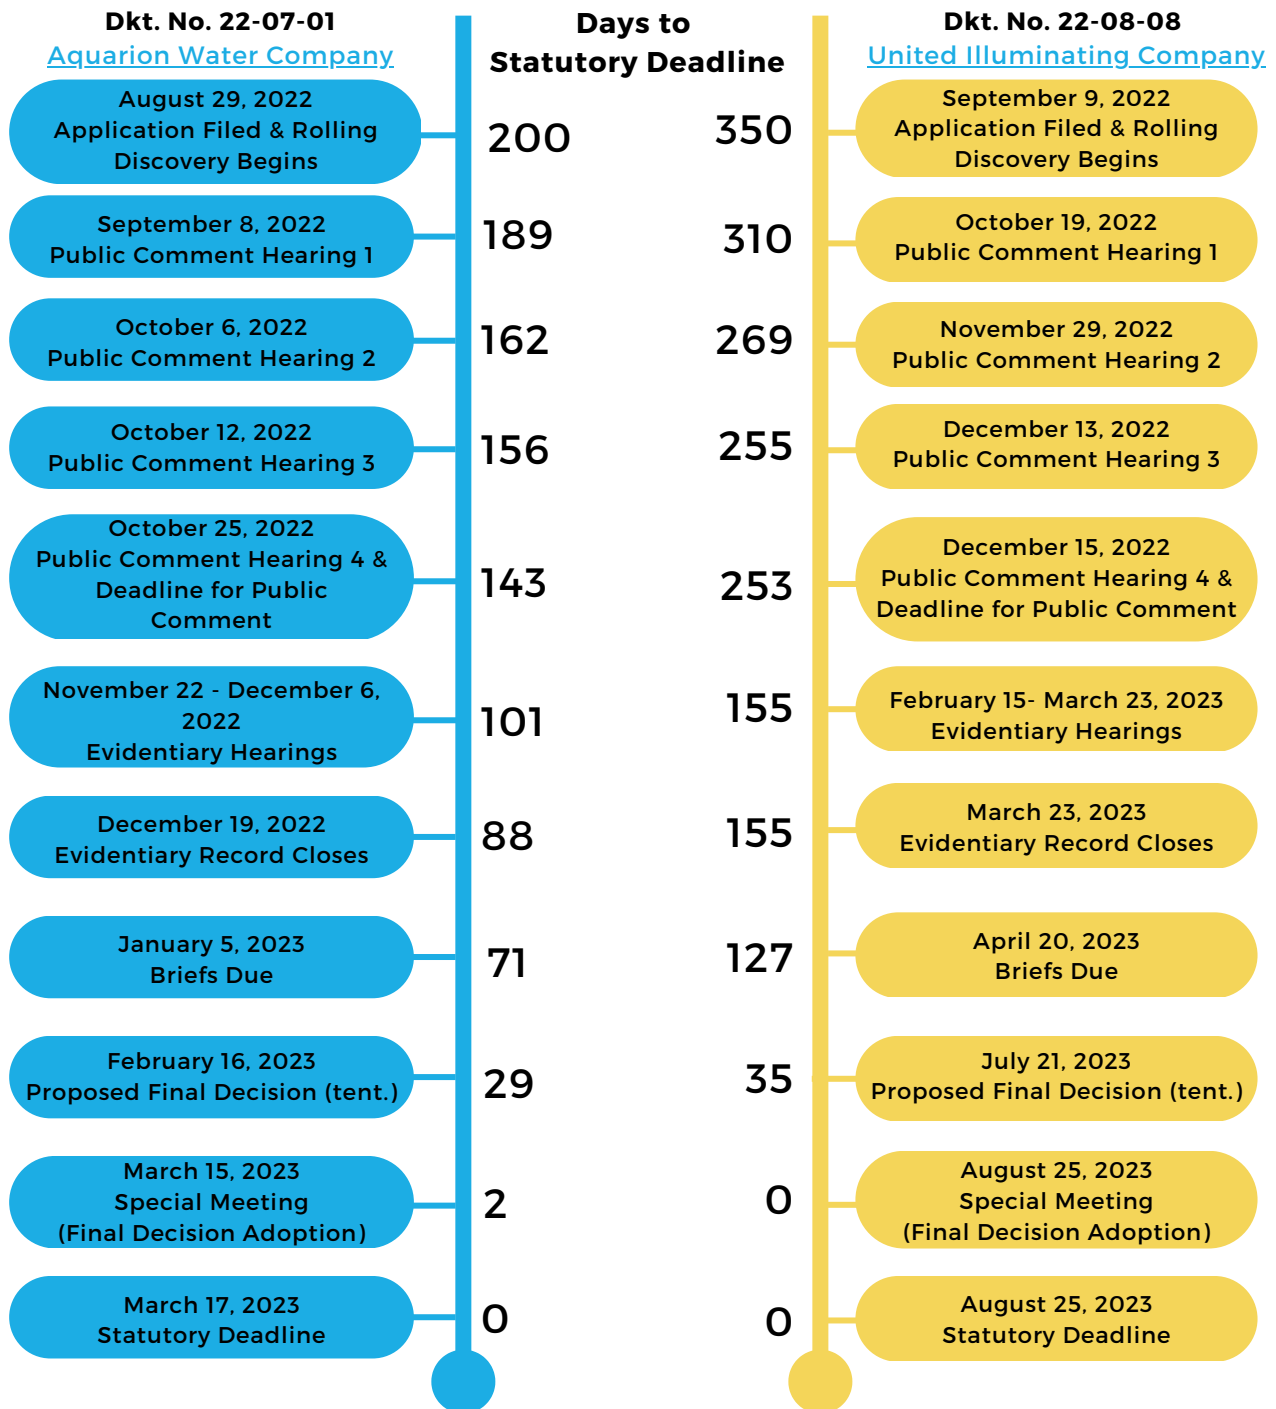 Dkt. No. 22-07-01
Aquarion Water Company
Days to
Statutory Deadline
Dkt. No. 22-08-08
United Illuminating Company
August 29, 2022
Application Filed & Rolling
Discovery Begins
200
350
September 9, 2022
Application Filed & Rolling
Discovery Begins
September 8, 2022
Public Comment Hearing 1
189
310
October 19, 2022
Public Comment Hearing 1
October 6, 2022
Public Comment Hearing 2
162
269
November 29, 2022
Public Comment Hearing 2
October 12, 2022
Public Comment Hearing 3
156
255
December 13, 2022
Public Comment Hearing 3
October 25, 2022
Public Comment Hearing 4 &
Deadline for Public
Comment
143
253
December 15, 2022
Public Comment Hearing 4 &
Deadline for Public Comment
November 22 - December 6,
2022
Evidentiary Hearings
101
155
February 15- March 23, 2023
Evidentiary Hearings
December 19, 2022
Evidentiary Record Closes
88
155
March 23, 2023
Evidentiary Record Closes
January 5, 2023
Briefs Due
71
127
April 20, 2023
Briefs Due
February 16, 2023
Proposed Final Decision (tent.)
29
35
July 21, 2023
Proposed Final Decision (tent.)
March 15, 2023
Special Meeting
(Final Decision Adoption)
2
0
August 25, 2023
Special Meeting
(Final Decision Adoption)
March 17, 2023
Statutory Deadline
0
0
August 25, 2023
Statutory Deadline